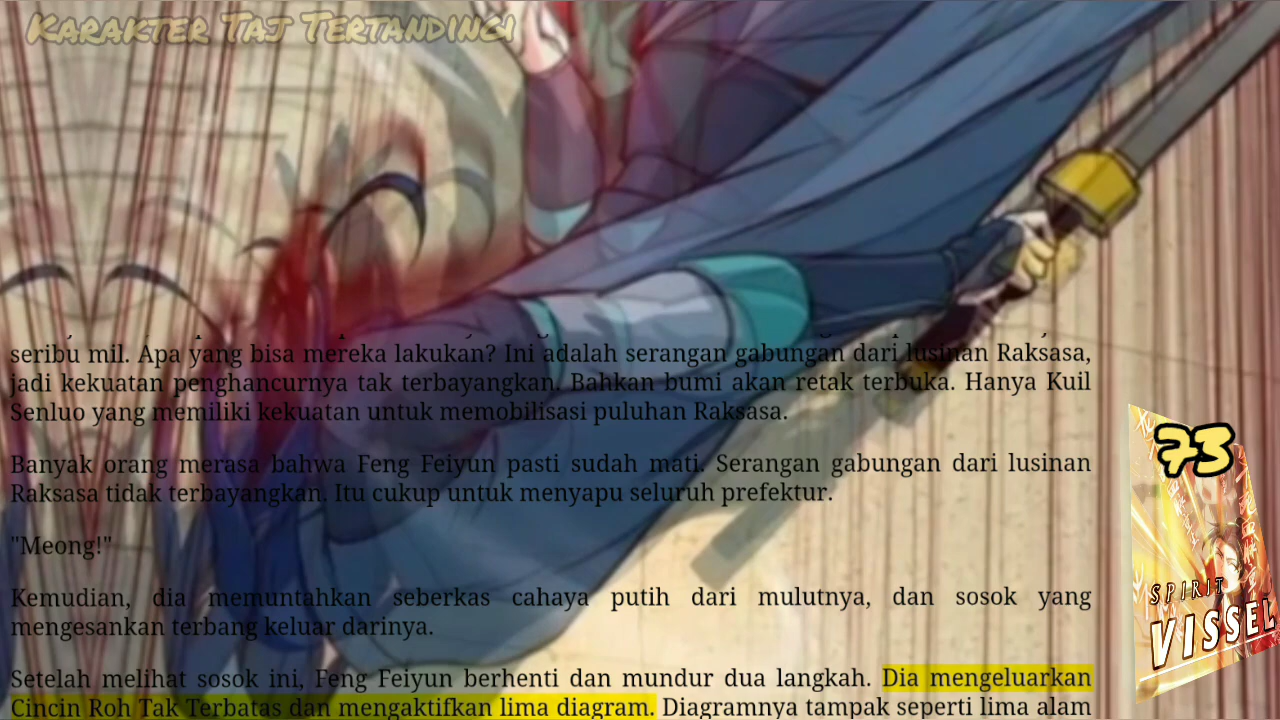 Karakter Taj Tertandingi
seribu mil. Apa yang bisa mereka lakukan? Ini adalah serangan gabungan dari lusinan Raksasa,
jadi kekuatan penghancurnya tak terbayangkan. Bahkan bumi akan retak terbuka. Hanya Kuil
Senluo yang memiliki kekuatan untuk memobilisasi puluhan Raksasa.
Banyak orang merasa bahwa Feng Feiyun pasti sudah mati. Serangan gabungan dari lusinan
Raksasa tidak terbayangkan. Itu cukup untuk menyapu seluruh prefektur.
"Meong!"
Kemudian, dia memuntahkan seberkas cahaya putih dari mulutnya, dan sosok yang
mengesankan terbang keluar darinya.
Setelah melihat sosok ini, Feng Feiyun berhenti dan mundur dua langkah. Dia mengeluarkan
Cincin Roh Tak Terbatas dan mengaktifkan lima diagram. Diagramnya tampak seperti lima alam
73
SPIRIT
VISSEL